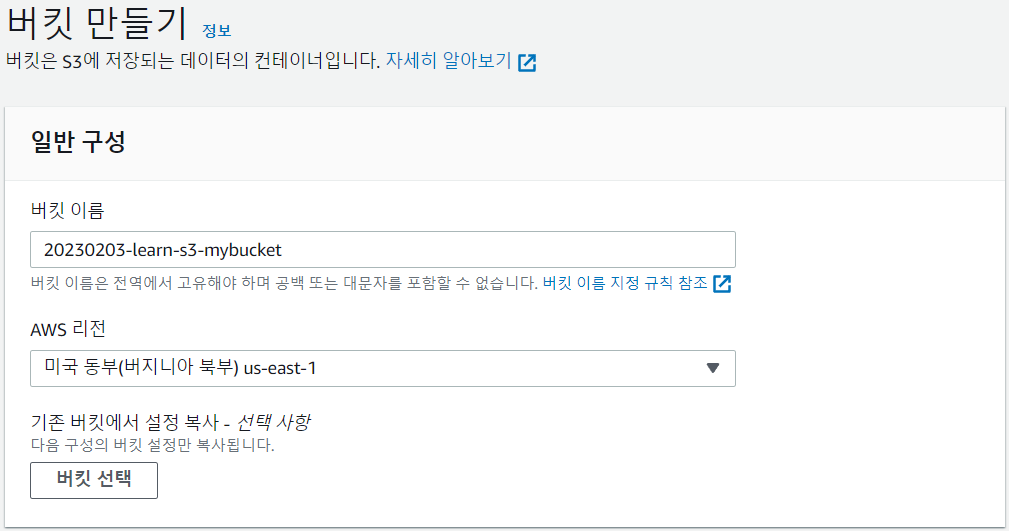 버킷 만들기 정보
버킷은 S3에 저장되는 데이터의 컨테이너입니다. 자세히 알아보기
일반 구성
버킷 이름
20230203-learn-s3-mybucket
버킷 이름은 전역에서 고유해야 하며 공백 또는 대문자를 포함할 수 없습니다. 버킷 이름 지정 규칙 참조
AWS 리전
미국 동부(버지니아 북부) us-east-1
기존 버킷에서 설정 복사 - 선택 사항
다음 구성의 버킷 설정만 복사됩니다.
버킷 선택